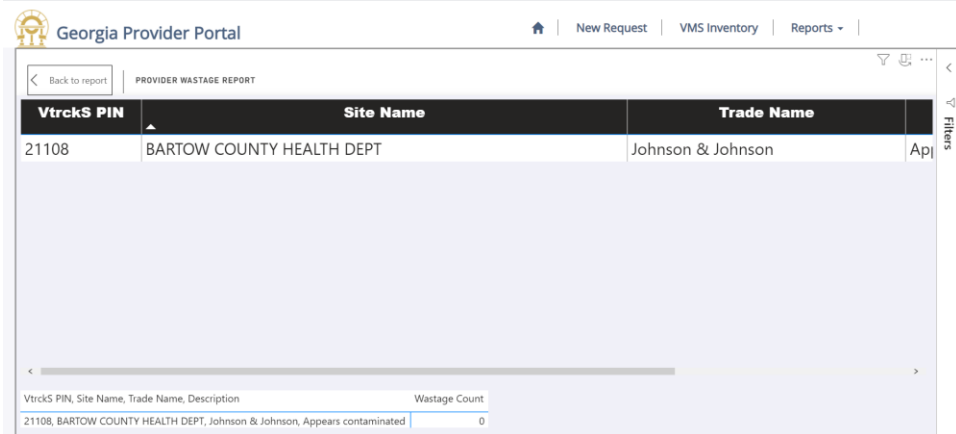 Georgia Provider Portal
New Request | VMS Inventory | Reports
Back to report
PROVIDER WASTAGE REPORT
Filters
VtrckS PIN Site Name Trade Name
21108 BARTOW COUNTY HEALTH DEPT Johnson & Johnson
VtrckS PIN, Site Name, Trade Name, Description Wastage Count
21108, BARTOW COUNTY HEALTH DEPT, Johnson & Johnson, Appears contaminated 0